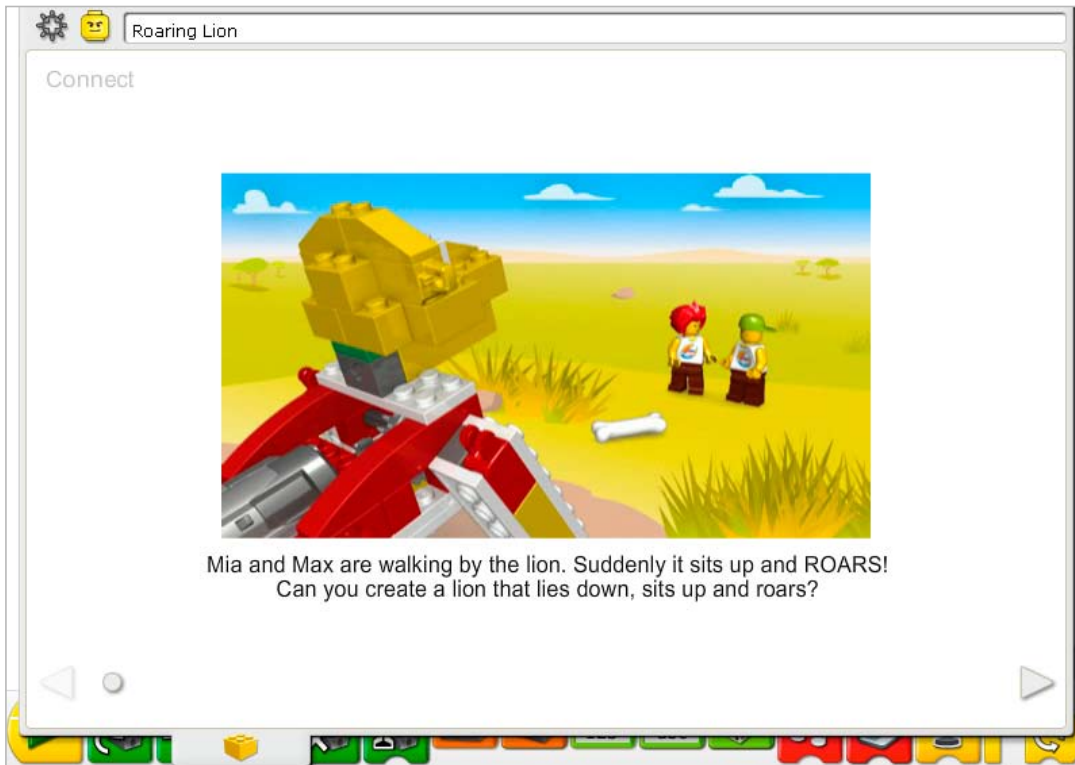 Roaring Lion
Connect
Mia and Max are walking by the lion. Suddenly it sits up and ROARS!
Can you create a lion that lies down, sits up and roars?